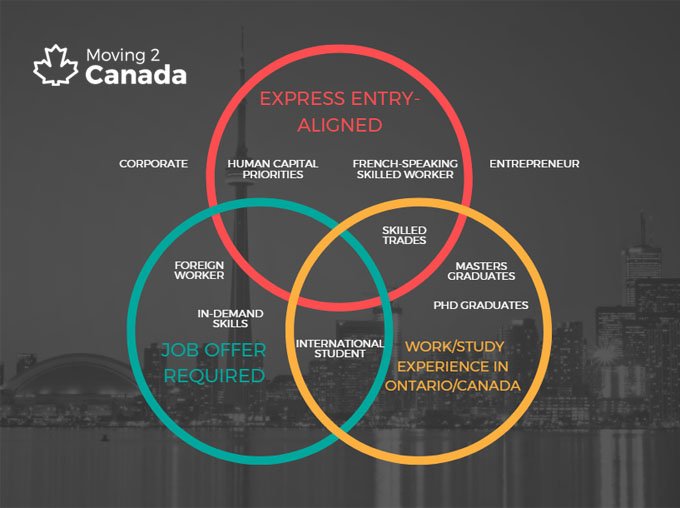 Moving 2
Canada
EXPRESS ENTRY-
ALIGNED
CORPORATE
HUMAN CAPITAL
PRIORITIES
FRENCH-SPEAKING
SKILLED WORKER
ENTREPRENEUR
SKILLED
TRADES
FOREIGN
WORKER
MASTERS
GRADUATES
PHD GRADUATES
IN-DEMAND
SKILLS
INTERNATIONAL
STUDENT
JOB OFFER
REQUIRED
WORK/STUDY
EXPERIENCE IN
ONTARIO/CANADA